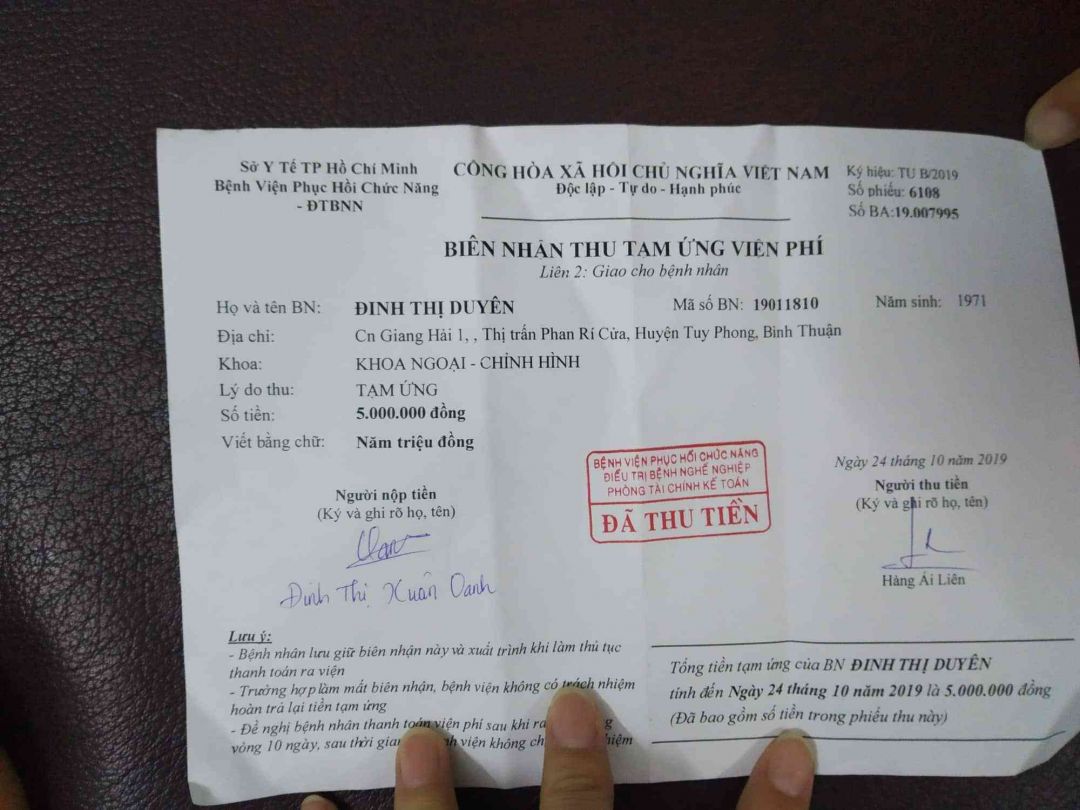 Sở Y Tế TP Hồ Chí Minh
Bệnh Viện Phục Hồi Chức Năng
- ĐTBNN
CÔNG HÒA XÃ HÔI CHỦ NGHĨA VIỆT NAM
Độc lập - Tự do - Hạnh phúc
Ký hiệu: TU B/2019
Số phiếu: 6108
Số BA:19.007995
BIÊN NHẬN THU TẠM ỨNG VIỆN PHÍ
Liên 2: Giao cho bệnh nhân
Họ và tên BN: ĐINH THỊ DUYÊN Mã số BN: 19011810 Năm sinh: 1971
Địa chỉ: Cn Giang Hải 1, , Thị trấn Phan Rí Cửa, Huyện Tuy Phong, Bình Thuận
Khoa: KHOA NGOẠI - CHỈNH HÌNH
Lý do thu: TẠM ỨNG
Số tiền: 5.000.000 đồng
Viết bằng chữ: Năm triệu đồng
BỆNH VIỆN PHỤC HỒI CHỨC NĂNG
ĐIỀU TRỊ BỆNH NGHỀ NGHIỆP
PHÒNG TÀI CHÍNH KẾ TOÁN
ĐÃ THU TIỀN
Ngày 24 tháng 10 năm 2019
Người nộp tiền
(Ký và ghi rõ họ, tên)
Oanh
Đinh Thị Xuân Oanh
Người thu tiền
(Ký và ghi rõ họ, tên)
Hàng Ái Liên
Lưu ý:
- Bệnh nhân lưu giữ biên nhận này và xuất trình khi làm thủ tục
thanh toán ra viện
- Trường hợp làm mất biên nhận, bệnh viện không có trách nhiệm
hoàn trả lại tiền tạm ứng
- Đề nghị bệnh nhân thanh toán viện phí sau khi ra
vòng 10 ngày, sau thời viện không
Tổng tiền tạm ứng của BN ĐINH THỊ DUYÊN
tính đến Ngày 24 tháng 10 năm 2019 là 5.000.000 đồng
(Đã bao gồm số tiền trong phiếu thu này)